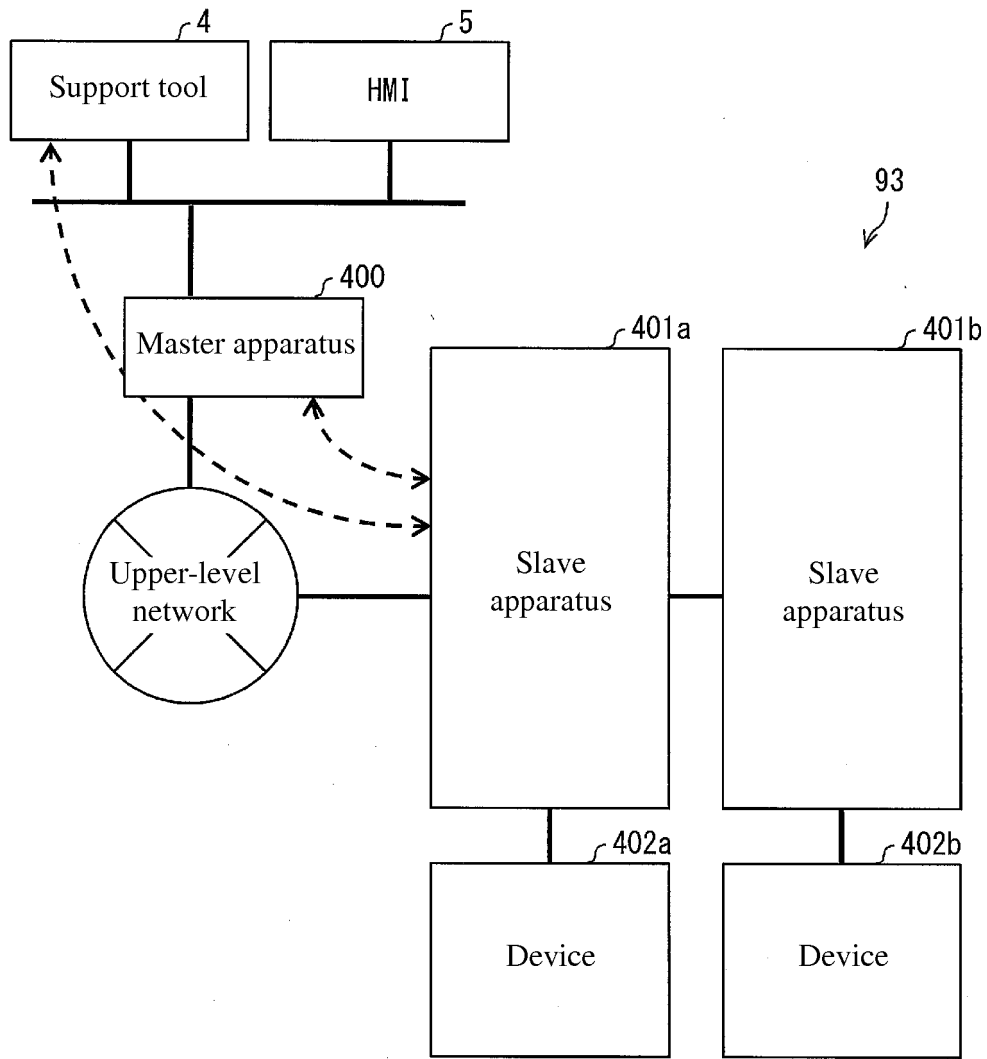 4
5
Support tool
HMI
93
400
Master apparatus
401a
401b
Upper-level
network
Slave
apparatus
Slave
apparatus
402a
402b
Device
Device